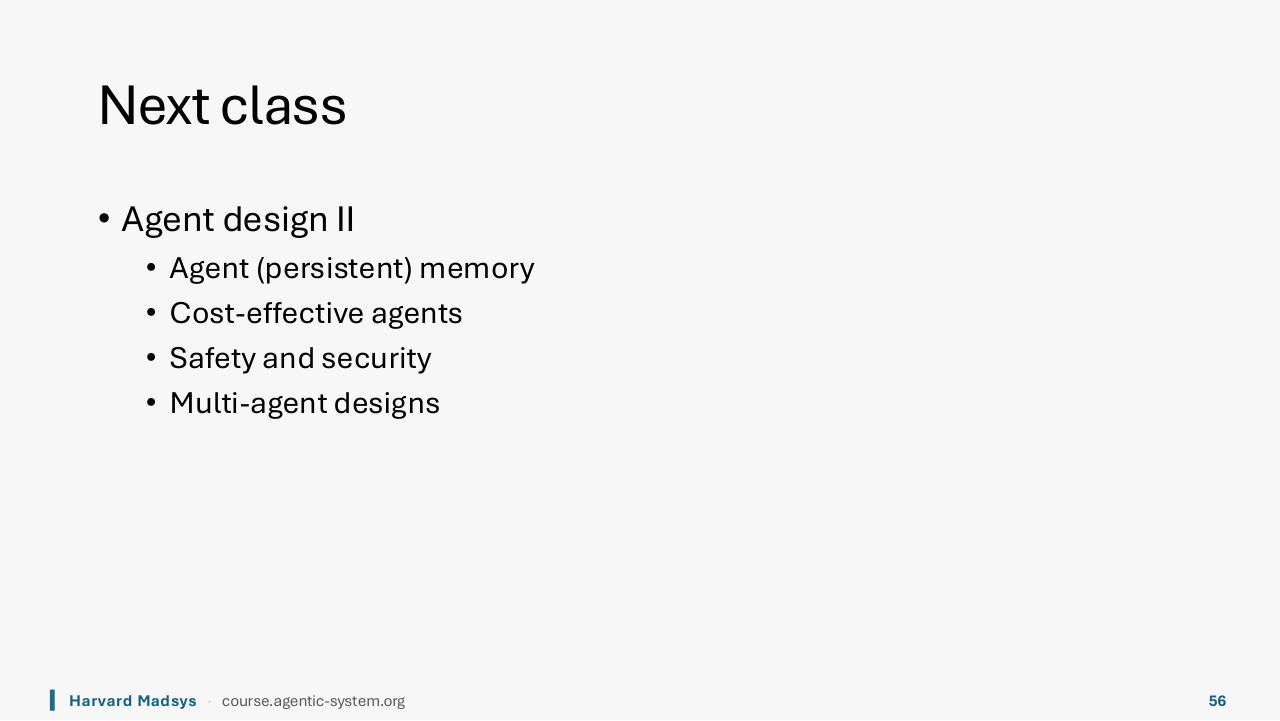 Next class
• Agent design II
• Agent (persistent) memory
• Cost-effective agents
• Safety and security
• Multi-agent designs
Harvard Madsys · course.agentic-system.org
56